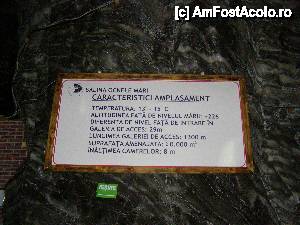 (c) AmFostAcolo.ro
SALINA OCNELE MARI
CARACTERISTICI AMPLASAMENT
TEMPERATURA: 13 - 15 C
ALTITUDINEA FAȚĂ DE NIVELUL MĂRII: +226
DIFERENȚA DE NIVEL FAȚĂ DE INTRARE ÎN
GALERIA DE ACCES: 29m
LUNGIMEA GALERIEI DE ACCES: 1300 m
SUPRAFAȚA AMENAJATĂ: 20.000 m²
ÎNĂLȚIMEA CAMERELOR: 8 m